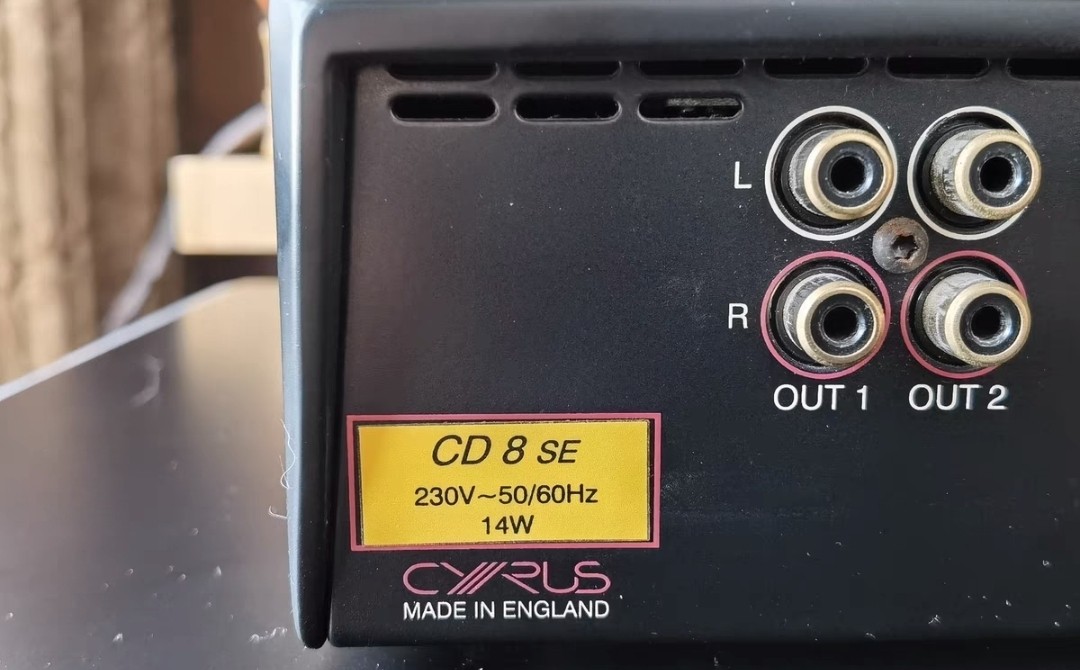 L
R
OUT 1 OUT 2
CD 8 SE
230V~50/60Hz
14W
CYRUS
MADE IN ENGLAND